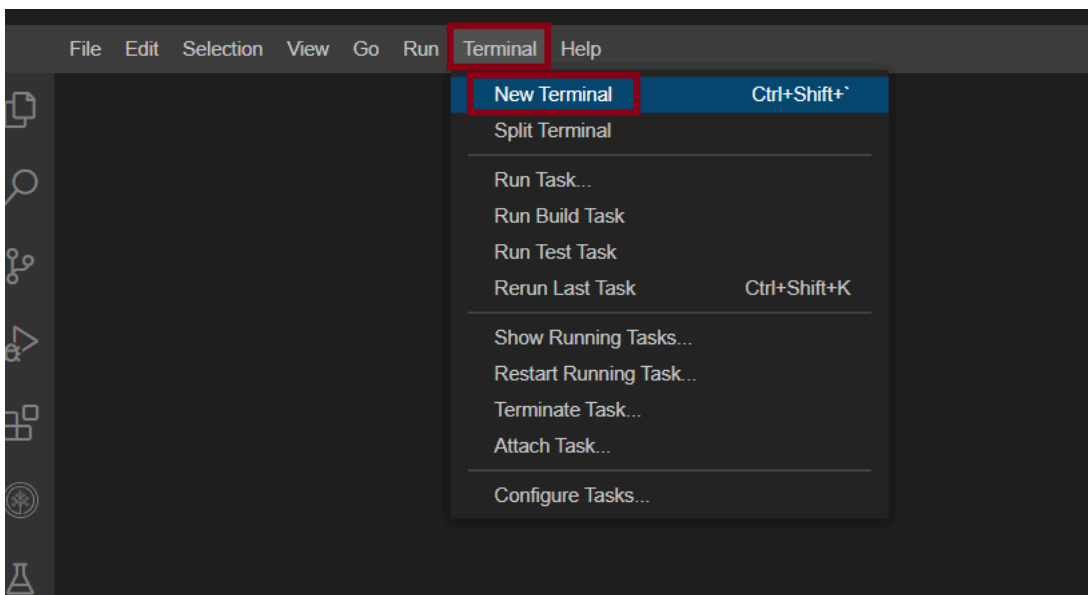 File Edit Selection View Go Run Terminal Help
New Terminal Ctrl+Shift+`
Split Terminal
Run Task...
Run Build Task
Run Test Task
Rerun Last Task Ctrl+Shift+K
Show Running Tasks...
Restart Running Task...
Terminate Task...
Attach Task...
Configure Tasks...